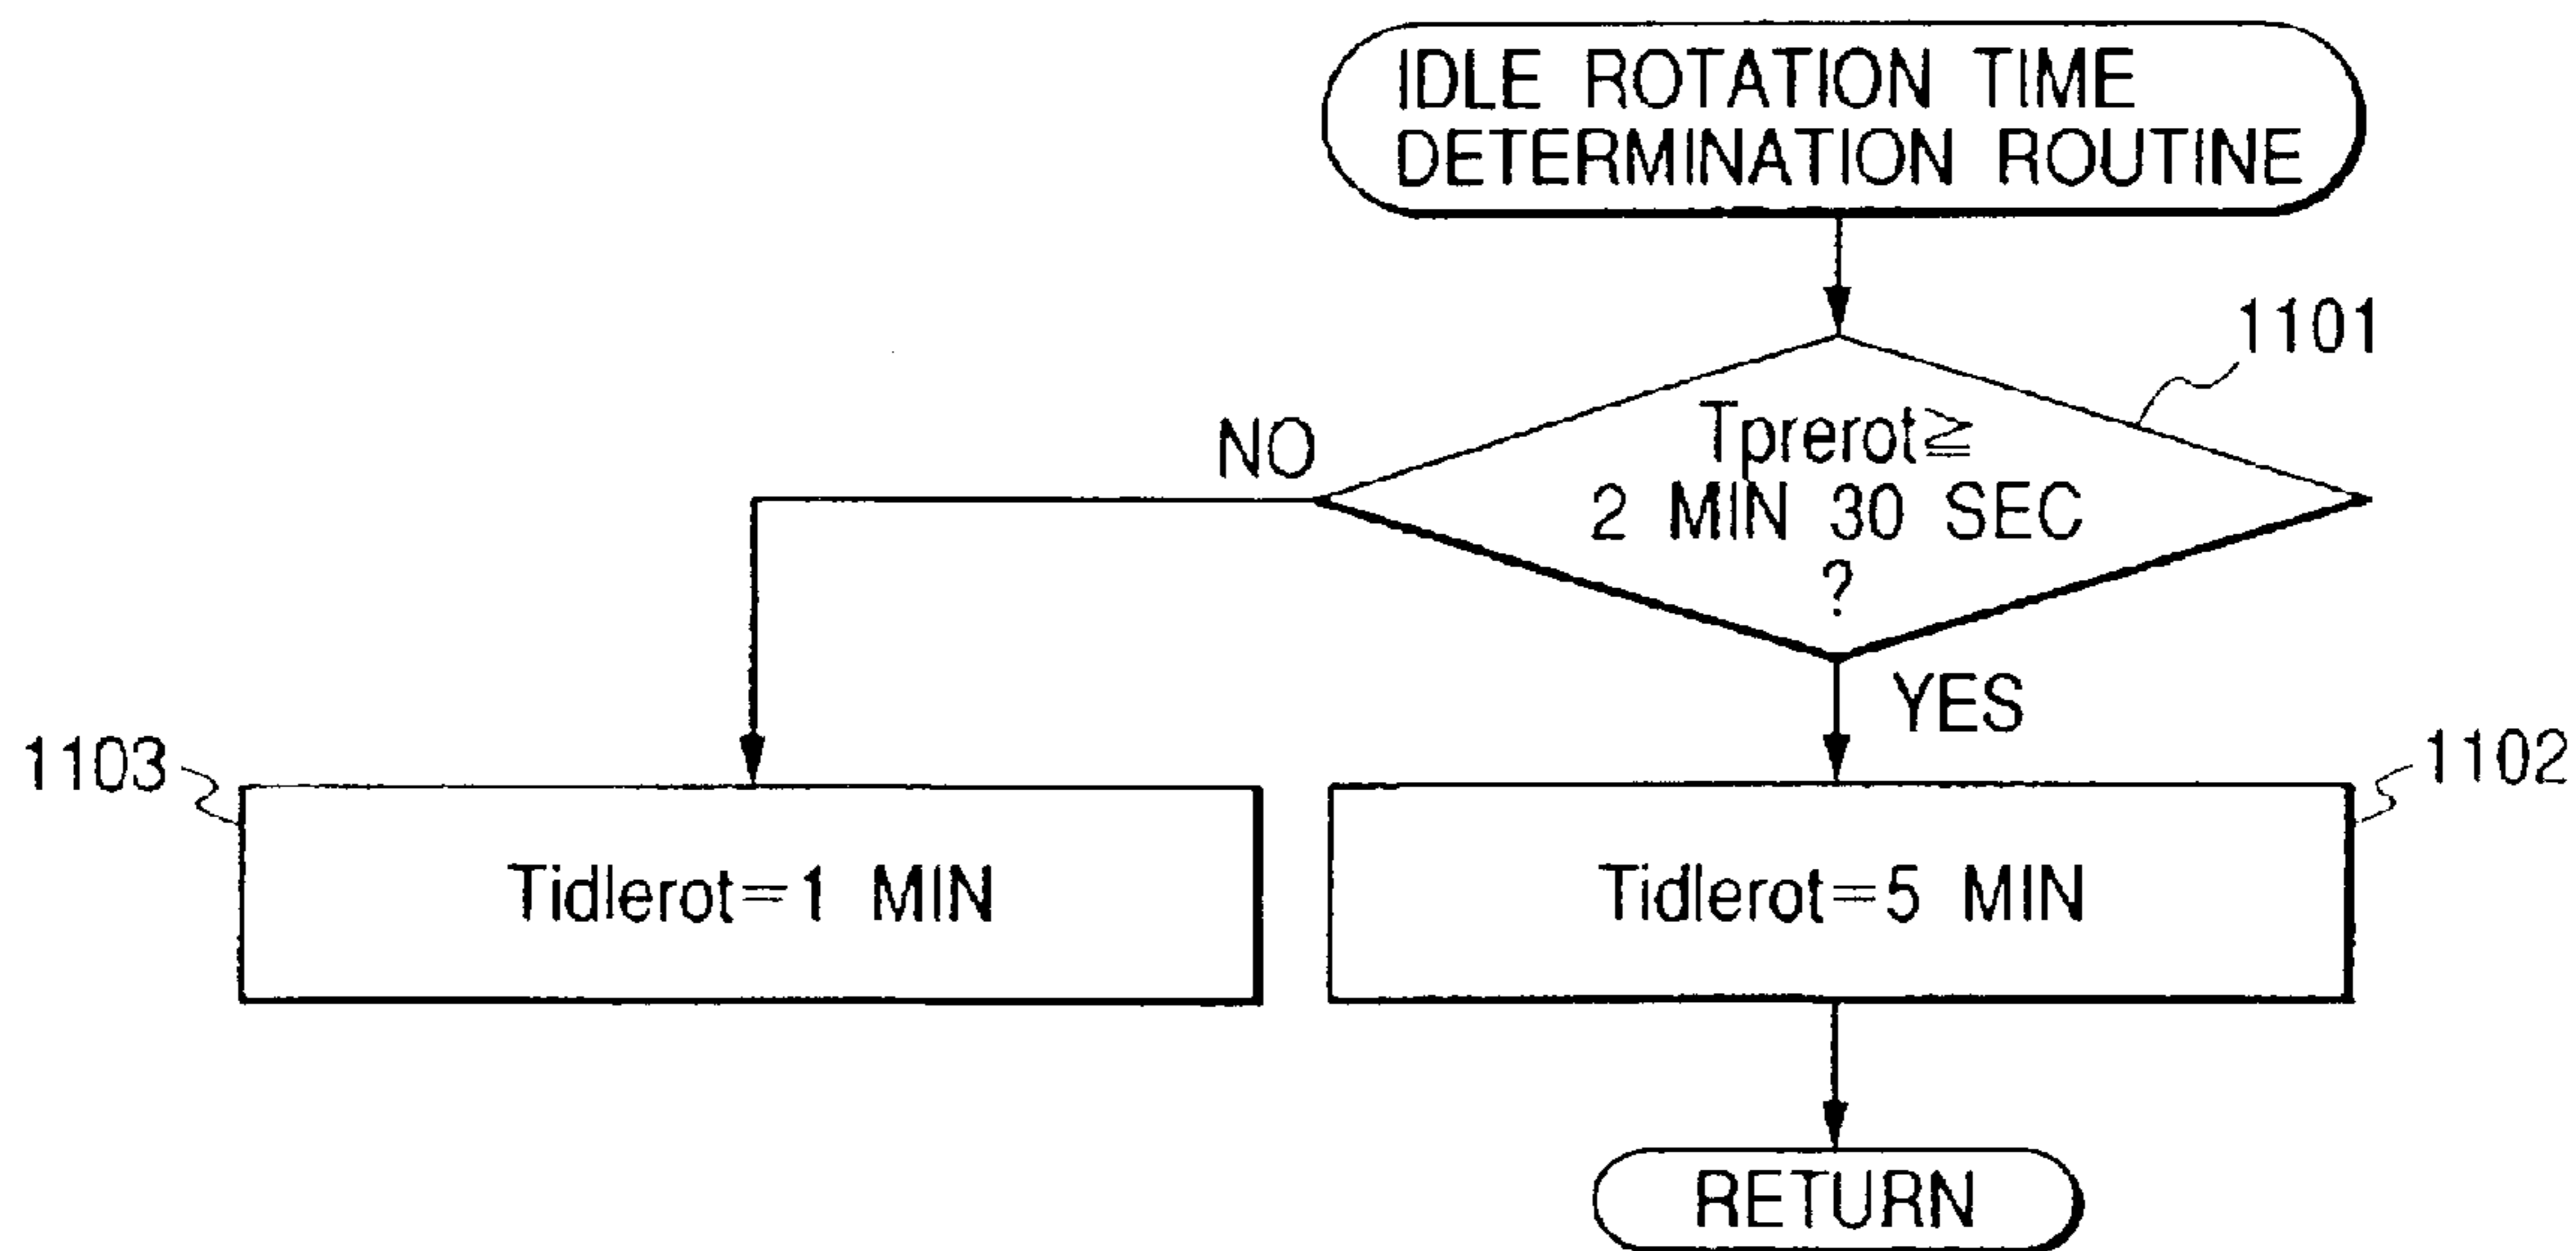 IDLE ROTATION TIME
DETERMINATION ROUTINE
1101
Tprerot≧
2 MIN 30 SEC
?
NO
YES
1103
Tidlerot=1 MIN
1102
Tidlerot=5 MIN
RETURN